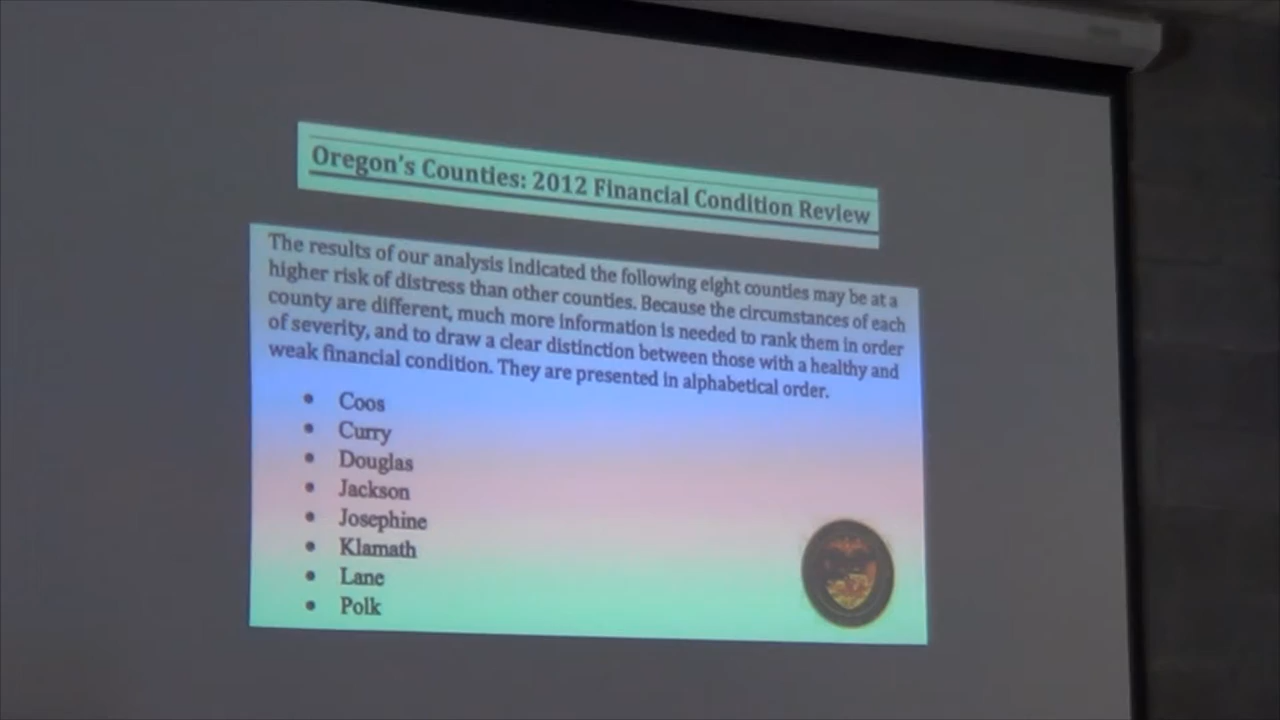 Oregon's Counties: 2012 Financial Condition Review
The results of our analysis indicated the following eight counties may be at a
higher risk of distress than other counties. Because the circumstances of each
county are different, much more information is needed to rank them in order
of severity, and to draw a clear distinction between those with a healthy and
weak financial condition. They are presented in alphabetical order.
• Coos
• Curry
• Douglas
• Jackson
• Josephine
• Klamath
• Lane
• Polk